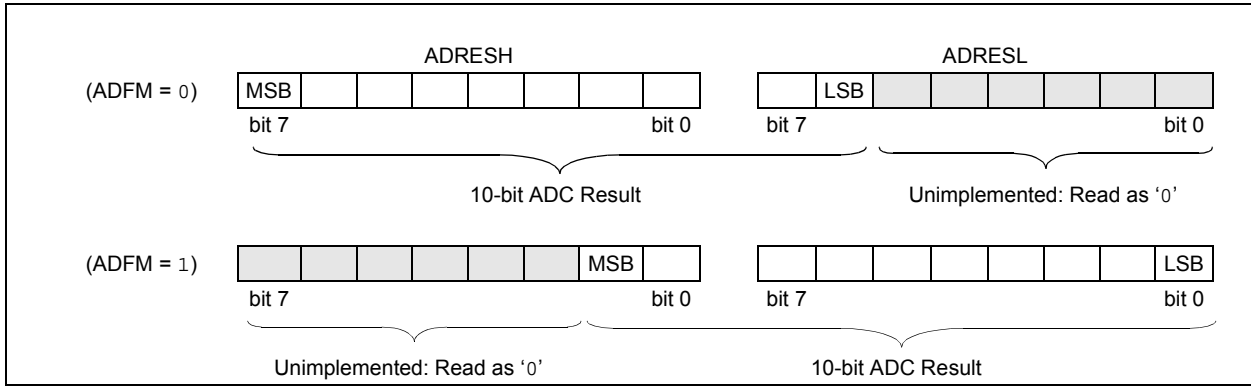 ADRESH ADRESL
(ADFM = 0) MSB LSB
bit 7 bit 0 bit 7 bit 0
10-bit ADC Result Unimplemented: Read as ‘0’
(ADFM = 1) MSB LSB
bit 7 bit 0 bit 7 bit 0
Unimplemented: Read as ‘0’ 10-bit ADC Result